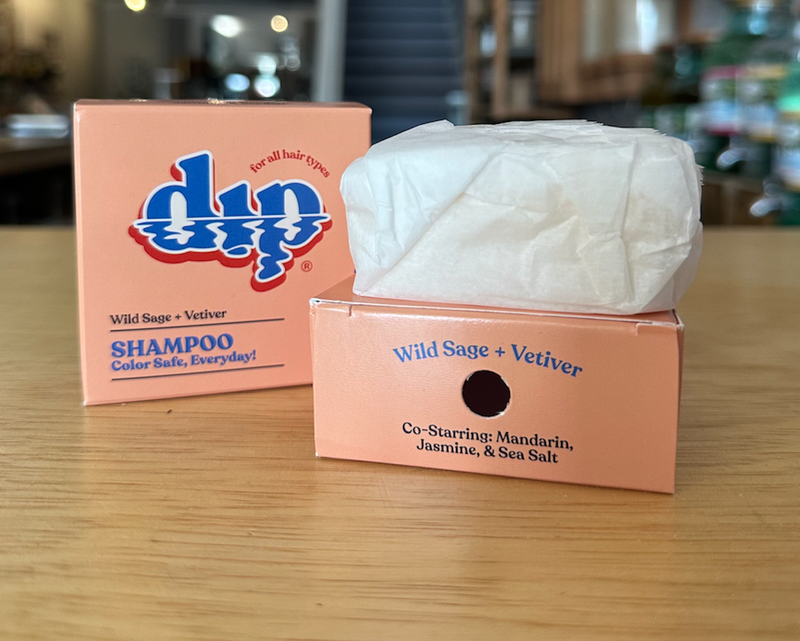 for all hair types
dip
®
Wild Sage + Vetiver
SHAMPOO
Color Safe, Everyday!
Wild Sage + Vetiver
Co-Starring: Mandarin,
Jasmine, & Sea Salt